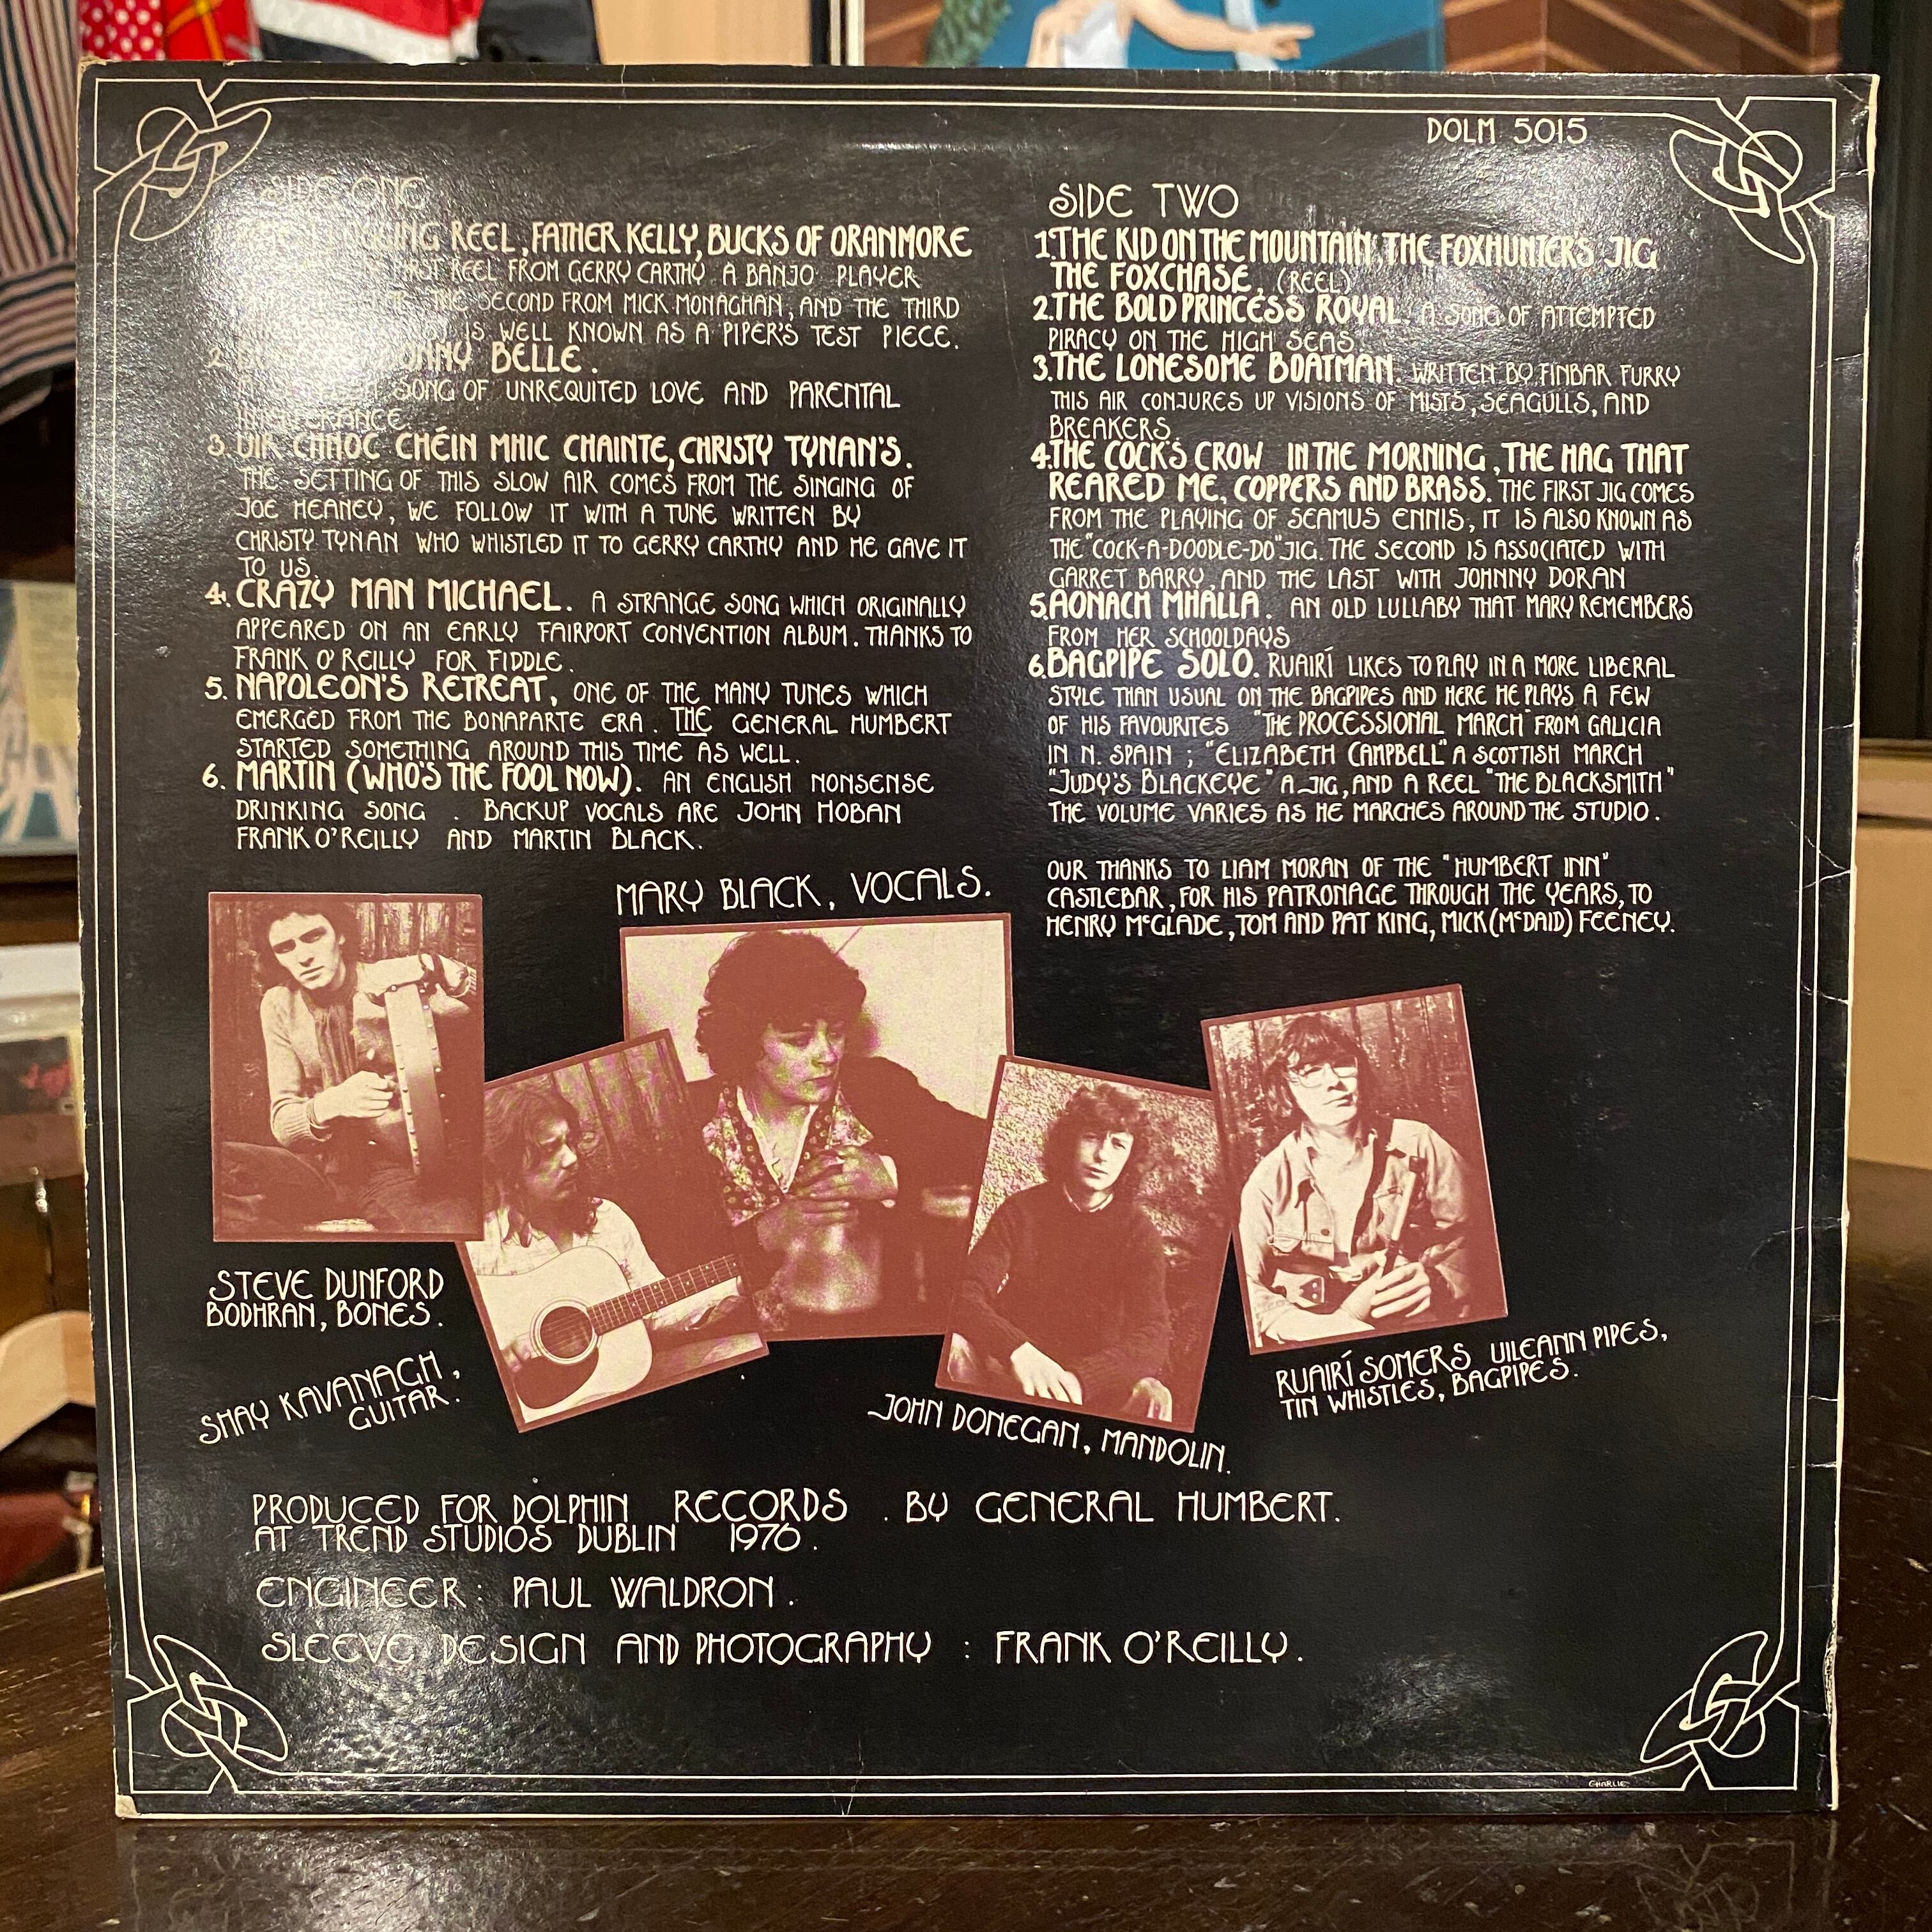 DOLM 5015
SIDE ONE
REEL, FATHER KELLY, BUCKS OF ORANMORE
REEL FROM GERRY CARTHY A BANJO PLAYER
THE SECOND FROM MICK MONAGHAN, AND THE THIRD
IS WELL KNOWN AS A PIPER'S TEST PIECE.
2. BELLE.
SONG OF UNREQUITED LOVE AND PARENTAL
3. CHNOC CHÉIN MHIC CHAINTE, CHRISTY TYNAN'S.
THE SETTING OF THIS SLOW AIR COMES FROM THE SINGING OF
JOE HEANEY, WE FOLLOW IT WITH A TUNE WRITTEN BY
CHRISTY TYNAN WHO WHISTLED IT TO GERRY CARTHY AND HE GAVE IT
TO US.
4. CRAZY MAN MICHAEL. A STRANGE SONG WHICH ORIGINALLY
APPEARED ON AN EARLY FAIRPORT CONVENTION ALBUM. THANKS TO
FRANK O'REILLY FOR FIDDLE.
5. NAPOLEON'S RETREAT, ONE OF THE MANY TUNES WHICH
EMERGED FROM THE BONAPARTE ERA. THE GENERAL HUMBERT
STARTED SOMETHING AROUND THIS TIME AS WELL.
6. MARTIN (WHO'S THE FOOL NOW). AN ENGLISH NONSENSE
DRINKING SONG . BACKUP VOCALS ARE JOHN HOBAN
FRANK O'REILLY AND MARTIN BLACK.
SIDE TWO
1. THE KID ON THE MOUNTAIN, THE FOXHUNTERS JIG
THE FOXCHASE. (REEL)
2. THE BOLD PRINCESS ROYAL. A SONG OF ATTEMPTED
PIRACY ON THE HIGH SEAS.
3. THE LONESOME BOATMAN. WRITTEN BY FINBAR FURRY
THIS AIR CONJURES UP VISIONS OF MISTS, SEAGULLS, AND
BREAKERS.
4. THE COCK'S CROW IN THE MORNING, THE HAG THAT
REARED ME, COPPERS AND BRASS. THE FIRST JIG COMES
FROM THE PLAYING OF SEAMUS ENNIS, IT IS ALSO KNOWN AS
THE "COCK-A-DOODLE-DO" JIG. THE SECOND IS ASSOCIATED WITH
GARRET BARRY, AND THE LAST WITH JOHNNY DORAN
5. AONACH MHALLA. AN OLD LULLABY THAT MARY REMEMBERS
FROM HER SCHOOLDAYS
6. BAGPIPE SOLO. RUAIRÍ LIKES TO PLAY IN A MORE LIBERAL
STYLE THAN USUAL ON THE BAGPIPES AND HERE HE PLAYS A FEW
OF HIS FAVOURITES "THE PROCESSIONAL MARCH" FROM GALICIA
IN N. SPAIN ; "ELIZABETH CAMPBELL" A SCOTTISH MARCH
"JUDY'S BLACKEYE" A JIG, AND A REEL "THE BLACKSMITH"
THE VOLUME VARIES AS HE MARCHES AROUND THE STUDIO.
OUR THANKS TO LIAM MORAN OF THE "HUMBERT INN"
CASTLEBAR, FOR HIS PATRONAGE THROUGH THE YEARS, TO
HENRY McGLADE, TOM AND PAT KING, MICK (McDAID) FEENEY.
MARY BLACK, VOCALS.
STEVE DUNFORD
BODHRAN, BONES.
SHAY KAVANAGH,
GUITAR.
JOHN DONEGAN, MANDOLIN.
RUAIRÍ SOMERS UILEANN PIPES,
TIN WHISTLES, BAGPIPES.
PRODUCED FOR DOLPHIN RECORDS . BY GENERAL HUMBERT.
AT TREND STUDIOS DUBLIN 1976.
ENGINEER: PAUL WALDRON.
SLEEVE DESIGN AND PHOTOGRAPHY : FRANK O'REILLY.
CHARLIE